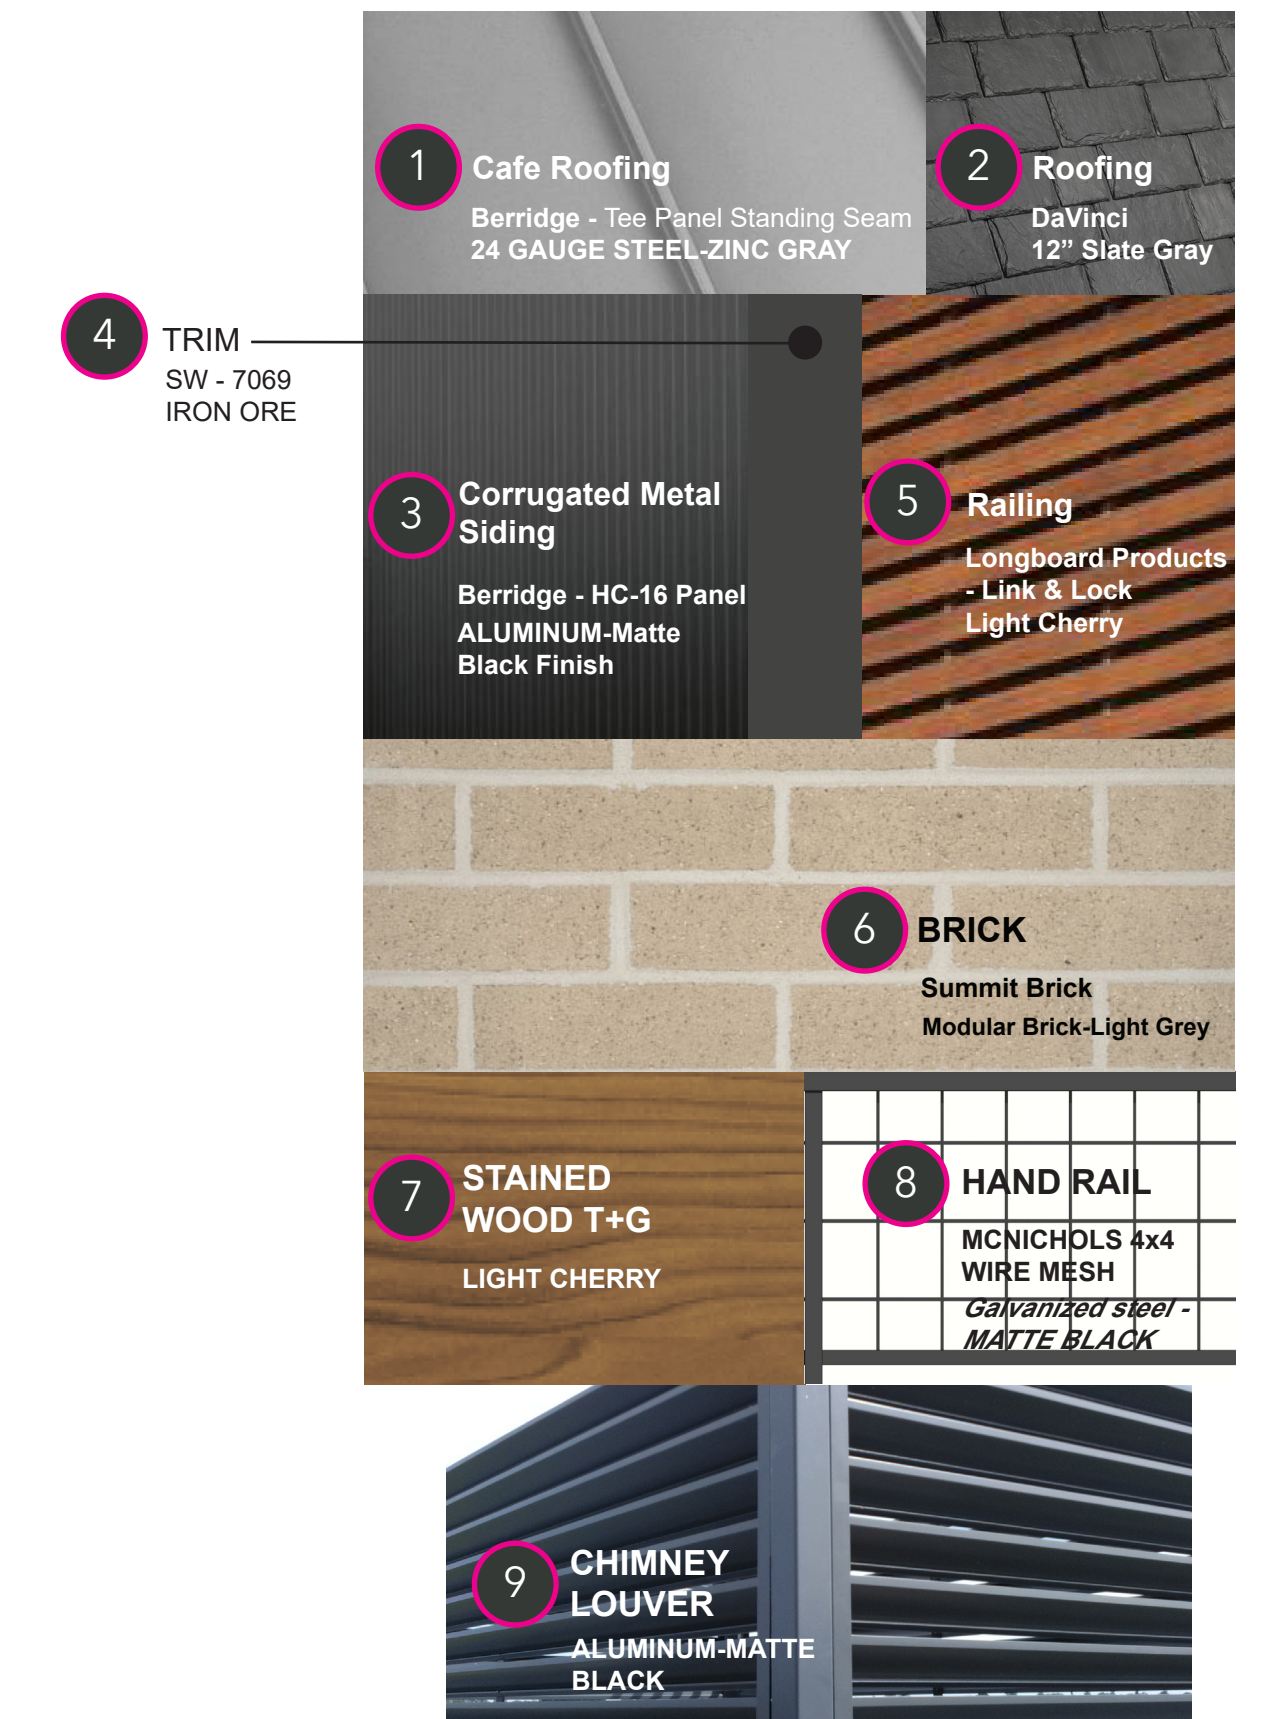 1
Cafe Roofing
Berridge - Tee Panel Standing Seam
24 GAUGE STEEL-ZINC GRAY
2
Roofing
DaVinci
12” Slate Gray
4
TRIM
SW - 7069
IRON ORE
3
Corrugated Metal
Siding
Berridge - HC-16 Panel
ALUMINUM-Matte
Black Finish
5
Railing
Longboard Products
- Link & Lock
Light Cherry
6
BRICK
Summit Brick
Modular Brick-Light Grey
7
STAINED
WOOD T+G
LIGHT CHERRY
8
HAND RAIL
MCNICHOLS 4x4
WIRE MESH
Galvanized steel -
MATTE BLACK
9
CHIMNEY
LOUVER
ALUMINUM-MATTE
BLACK